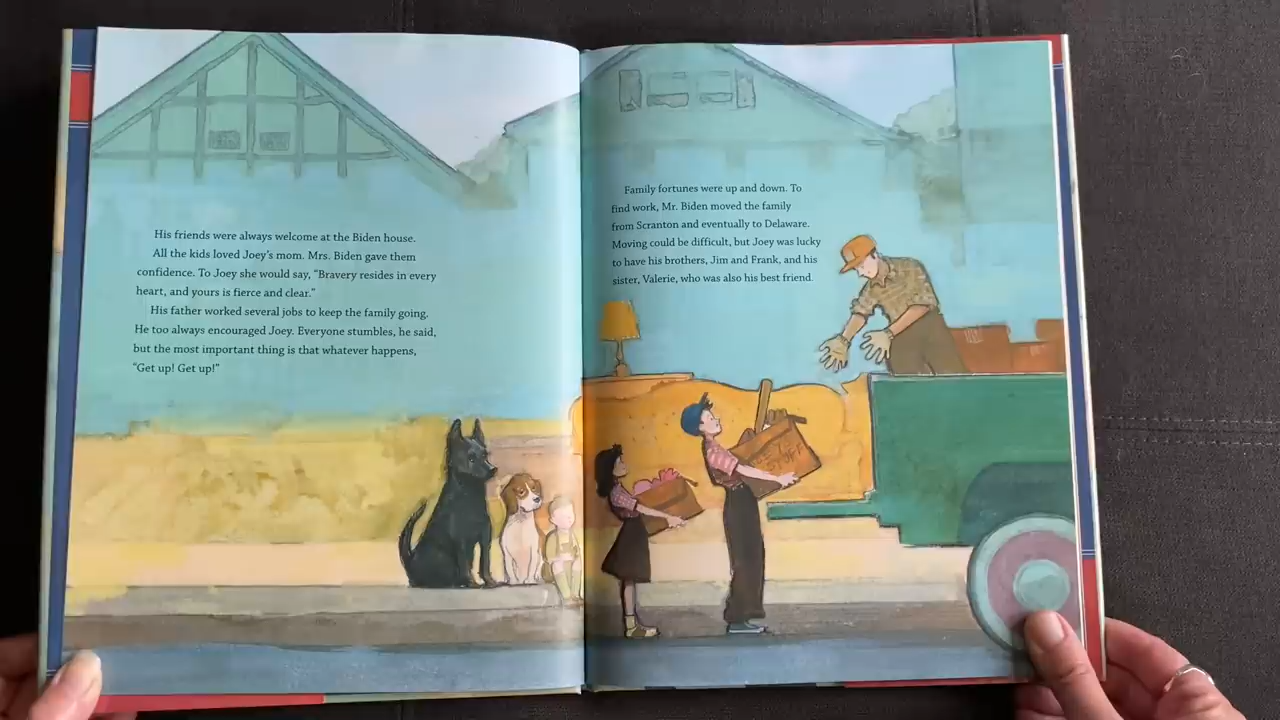 His friends were always welcome at the Biden house.
All the kids loved Joey's mom. Mrs. Biden gave them
confidence. To Joey she would say, “Bravery resides in every
heart, and yours is fierce and clear.”
His father worked several jobs to keep the family going.
He too always encouraged Joey. Everyone stumbles, he said,
but the most important thing is that whatever happens,
“Get up! Get up!”
Family fortunes were up and down. To
find work, Mr. Biden moved the family
from Scranton and eventually to Delaware.
Moving could be difficult, but Joey was lucky
to have his brothers, Jim and Frank, and his
sister, Valerie, who was also his best friend.
STUFF